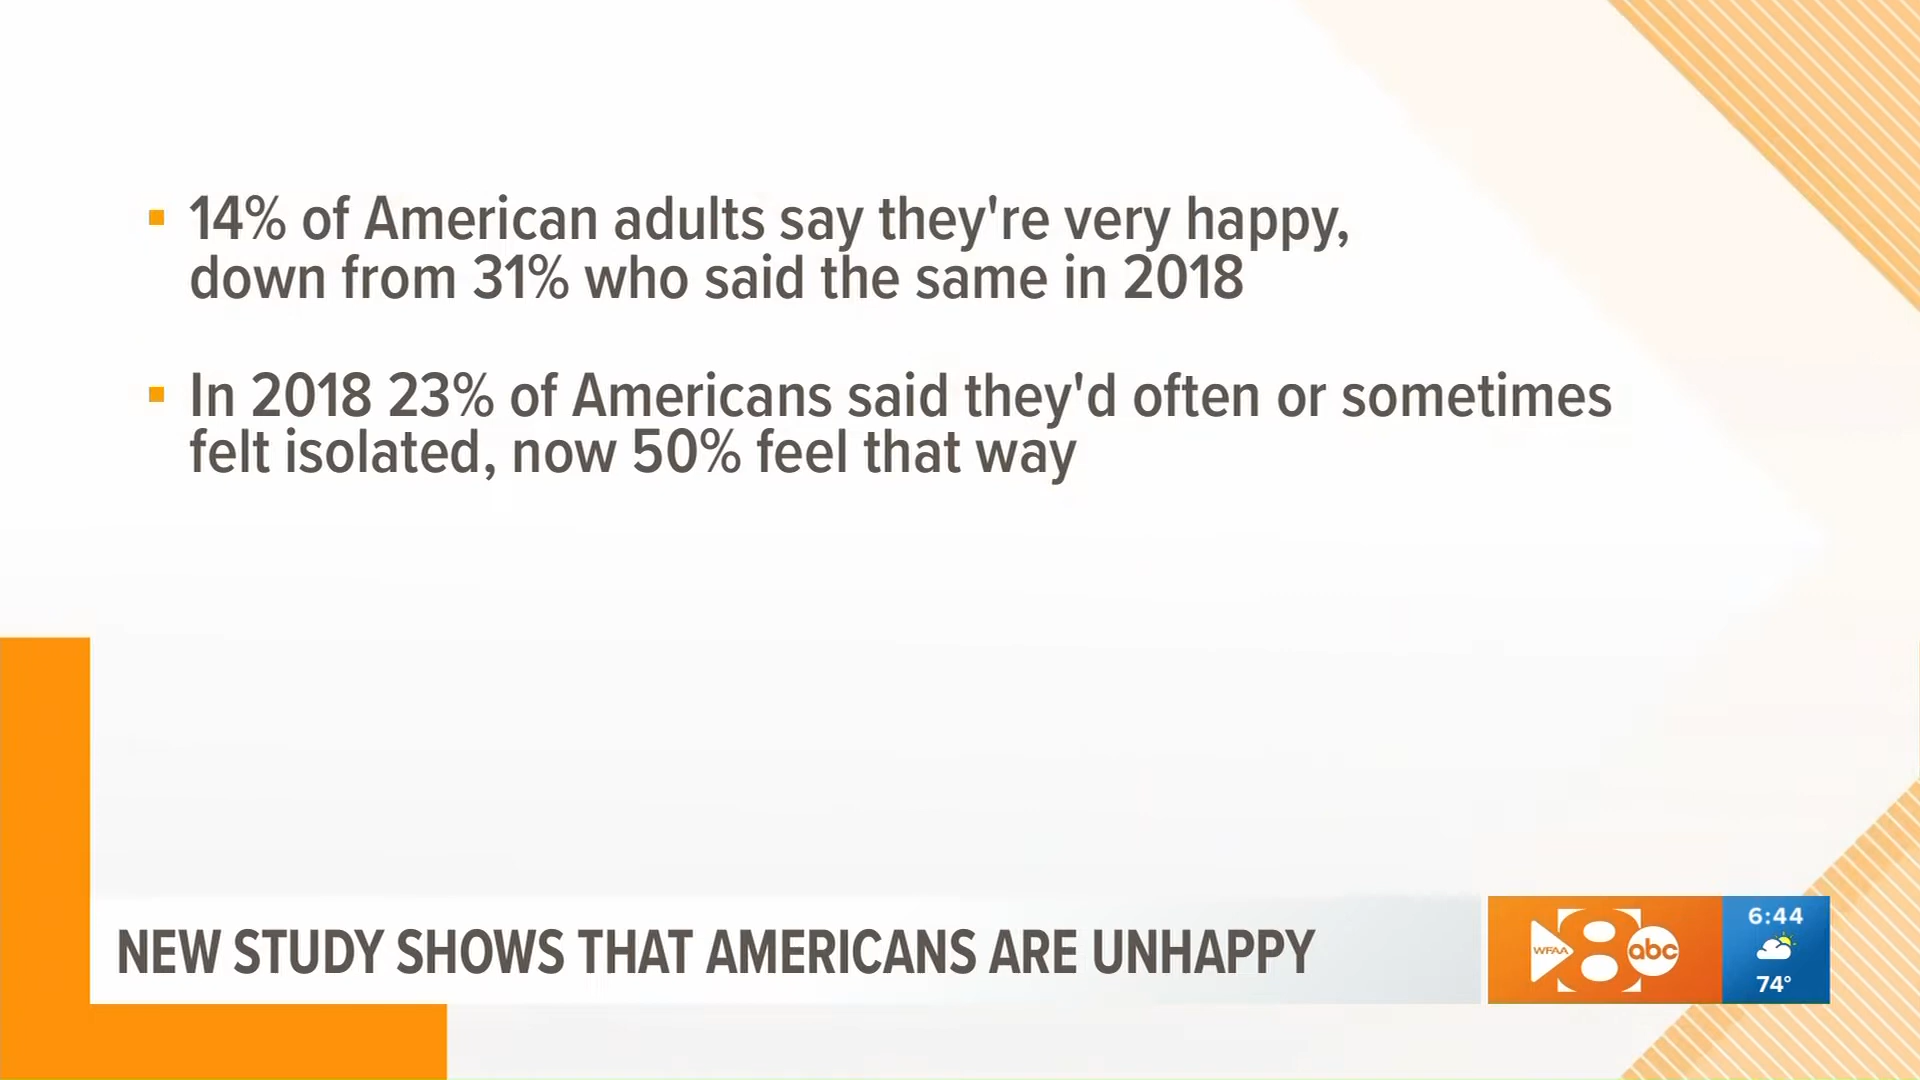 14% of American adults say they're very happy,
down from 31% who said the same in 2018
In 2018 23% of Americans said they'd often or sometimes
felt isolated, now 50% feel that way
NEW STUDY SHOWS THAT AMERICANS ARE UNHAPPY
WFAA 8 abc
6:44
74°